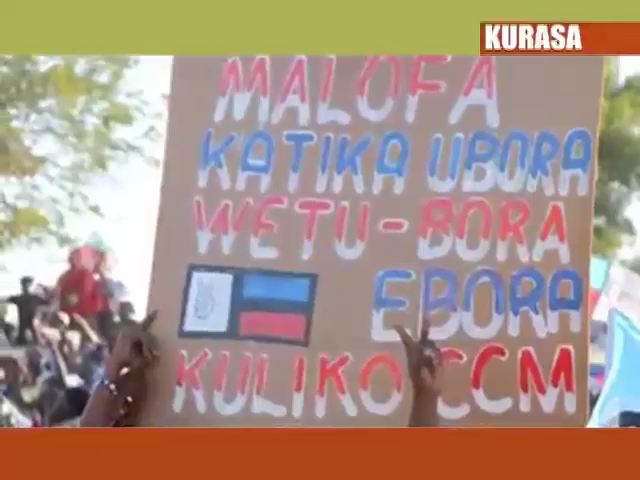 KURASA
MALOFA
KATIKA UBORA
WETU-BORA
EBORA
KULIKO CCM